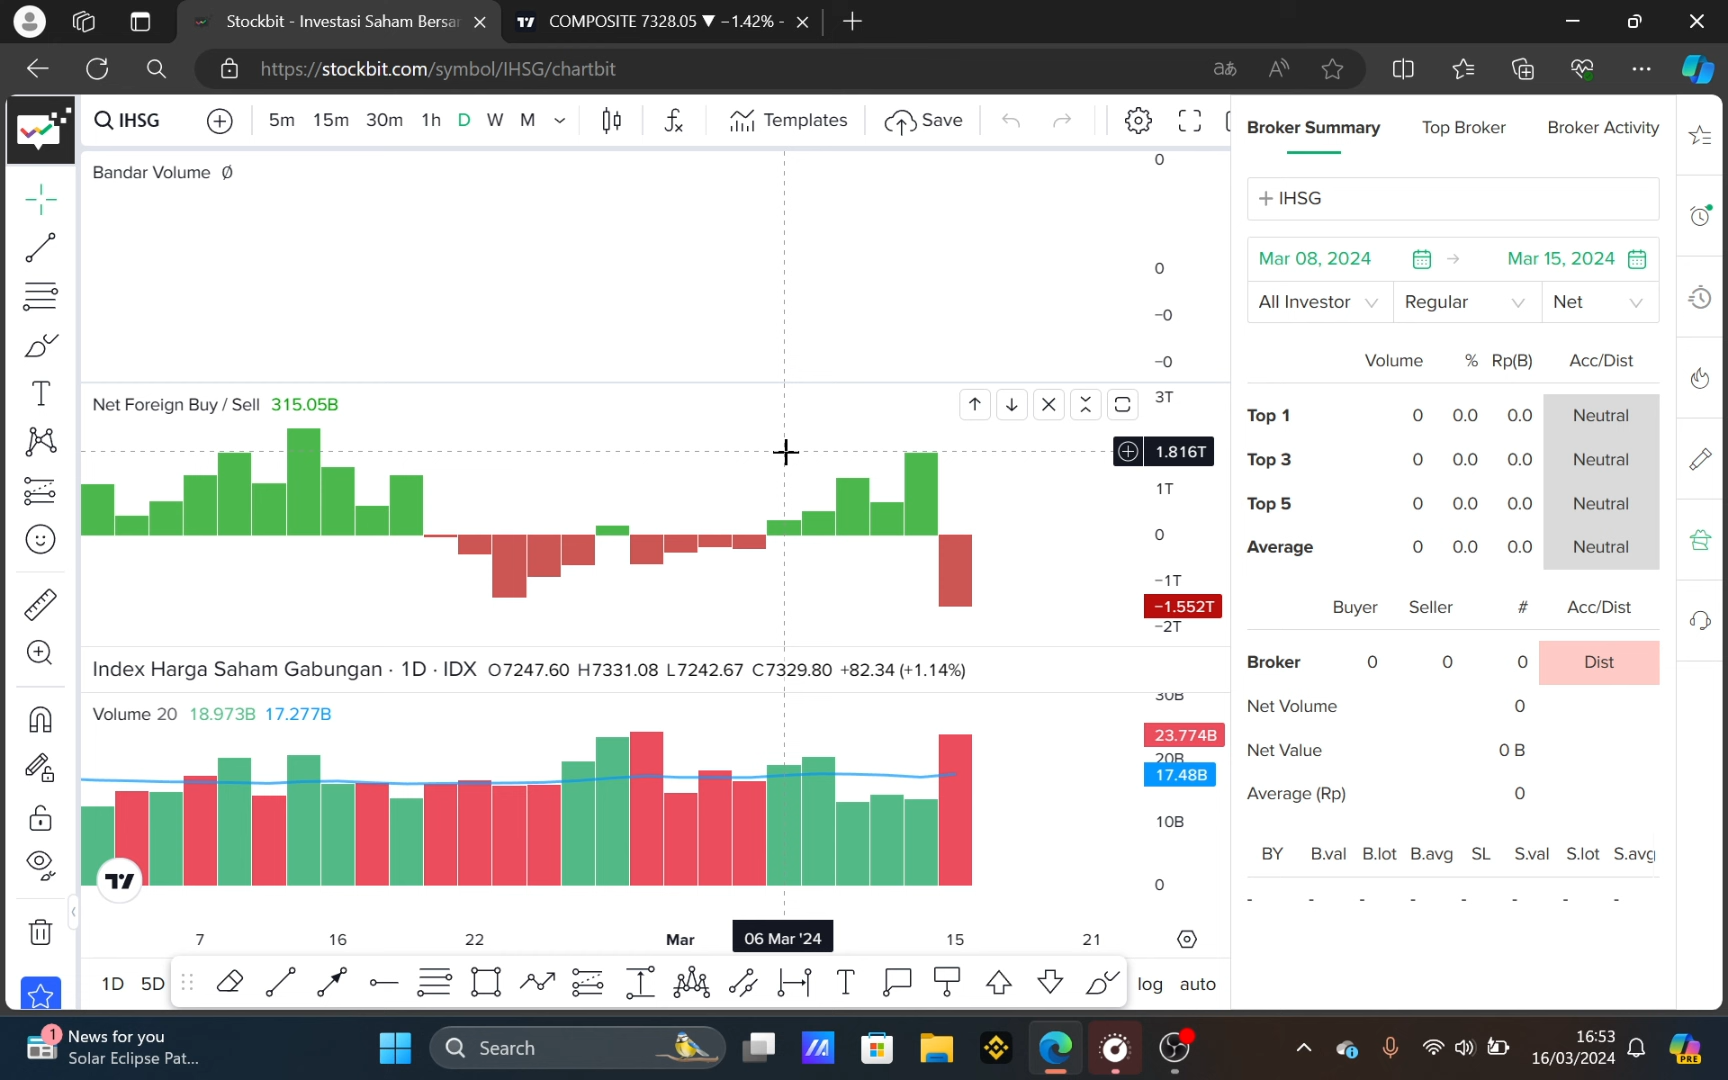 Stockbit - Investasi Saham Bersar
COMPOSITE 7328.05 ▼ −1.42% -
https://stockbit.com/symbol/IHSG/chartbit
IHSG 5m 15m 30m 1h D W M Templates Save
Bandar Volume Ø
0
0
−0
−0
Net Foreign Buy / Sell 315.05B
3T
1.816T
1T
0
−1T
−1.552T
−2T
Index Harga Saham Gabungan · 1D · IDX O7247.60 H7331.08 L7242.67 C7329.80 +82.34 (+1.14%)
Volume 20 18.973B 17.277B
30B
23.774B
20B
17.48B
10B
0
7 16 22 Mar 06 Mar '24 15 21
1D 5D log auto
Broker Summary Top Broker Broker Activity
+ IHSG
Mar 08, 2024 → Mar 15, 2024
All Investor Regular Net
Volume % Rp(B) Acc/Dist
Top 1 0 0.0 0.0 Neutral
Top 3 0 0.0 0.0 Neutral
Top 5 0 0.0 0.0 Neutral
Average 0 0.0 0.0 Neutral
Buyer Seller # Acc/Dist
Broker 0 0 0 Dist
Net Volume 0
Net Value 0 B
Average (Rp) 0
BY B.val B.lot B.avg SL S.val S.lot S.avg
- - - - - - - -
1 News for you
Solar Eclipse Pat...
Search
16:53
16/03/2024
PRE